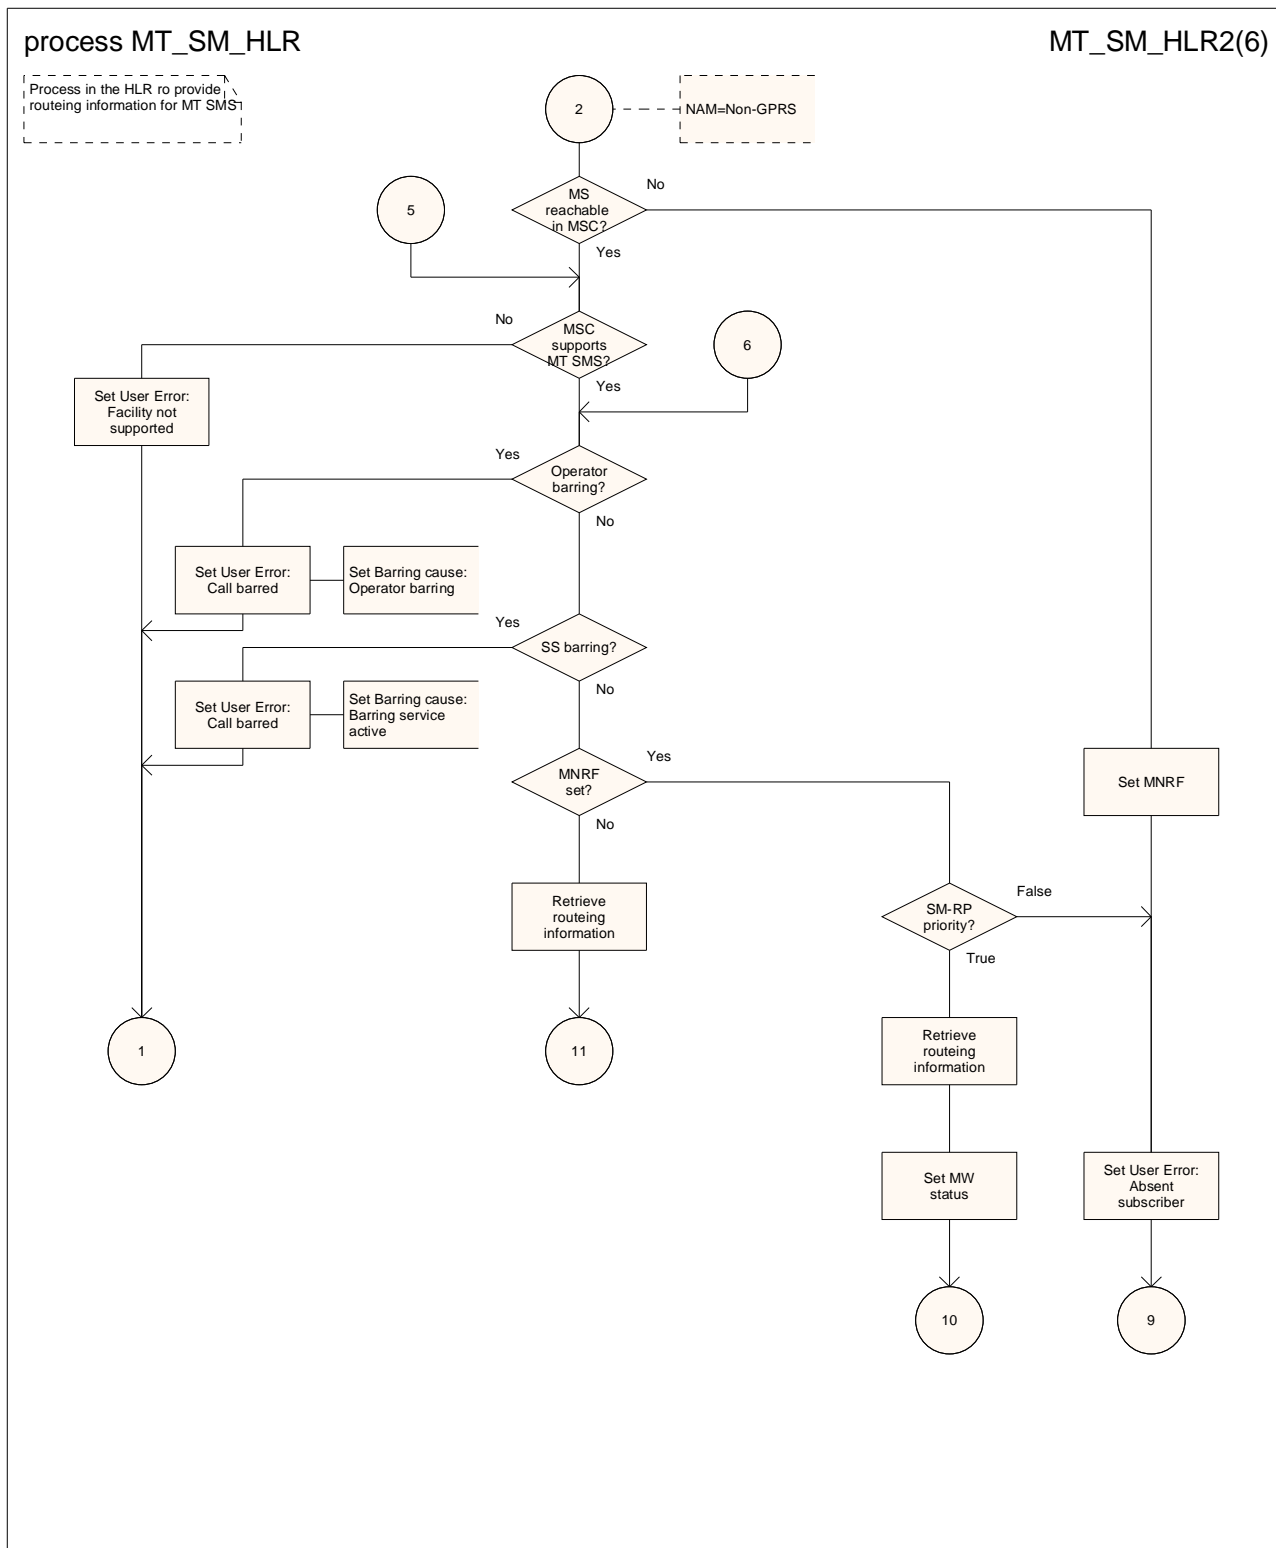 process MT_SM_HLR
MT_SM_HLR2(6)
Process in the HLR ro provide
routeing information for MT SMS
2
NAM=Non-GPRS
MS
reachable
in MSC?
No
Yes
5
No
MSC
supports
MT SMS?
6
Yes
Set User Error:
Facility not
supported
Yes
Operator
barring?
No
Set User Error:
Call barred
Set Barring cause:
Operator barring
Yes
SS barring?
No
Set User Error:
Call barred
Set Barring cause:
Barring service
active
Yes
MNRF
set?
No
Set MNRF
Retrieve
routeing
information
SM-RP
priority?
False
True
1
11
Retrieve
routeing
information
Set MW
status
Set User Error:
Absent
subscriber
10
9